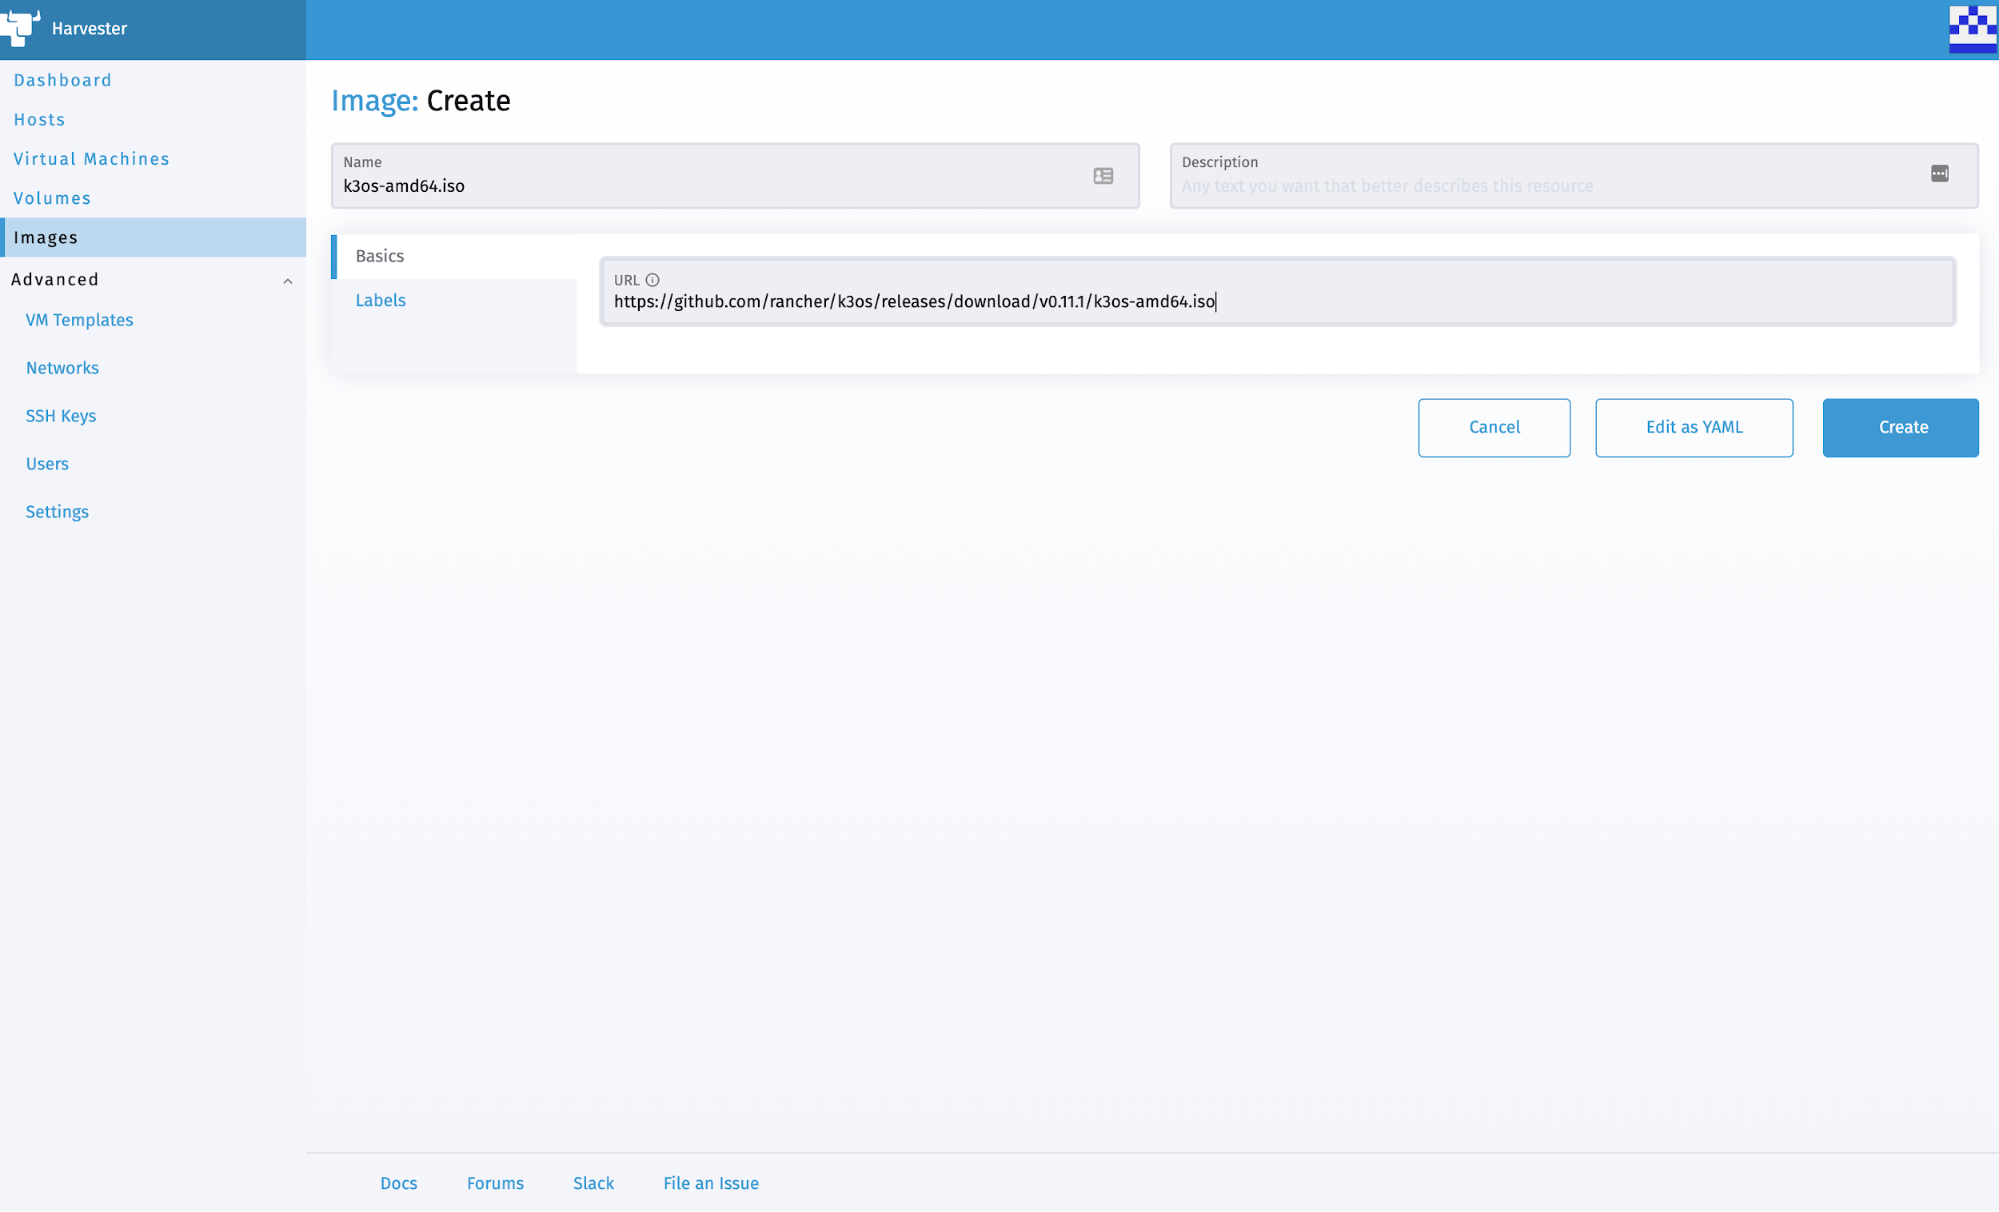 Harvester
Dashboard
Hosts
Virtual Machines
Volumes
Images
Advanced
VM Templates
Networks
SSH Keys
Users
Settings
Image: Create
Name
k3os-amd64.iso
Description
Any text you want that better describes this resource
Basics
Labels
URL
https://github.com/rancher/k3os/releases/download/v0.11.1/k3os-amd64.iso
Cancel
Edit as YAML
Create
Docs
Forums
Slack
File an Issue